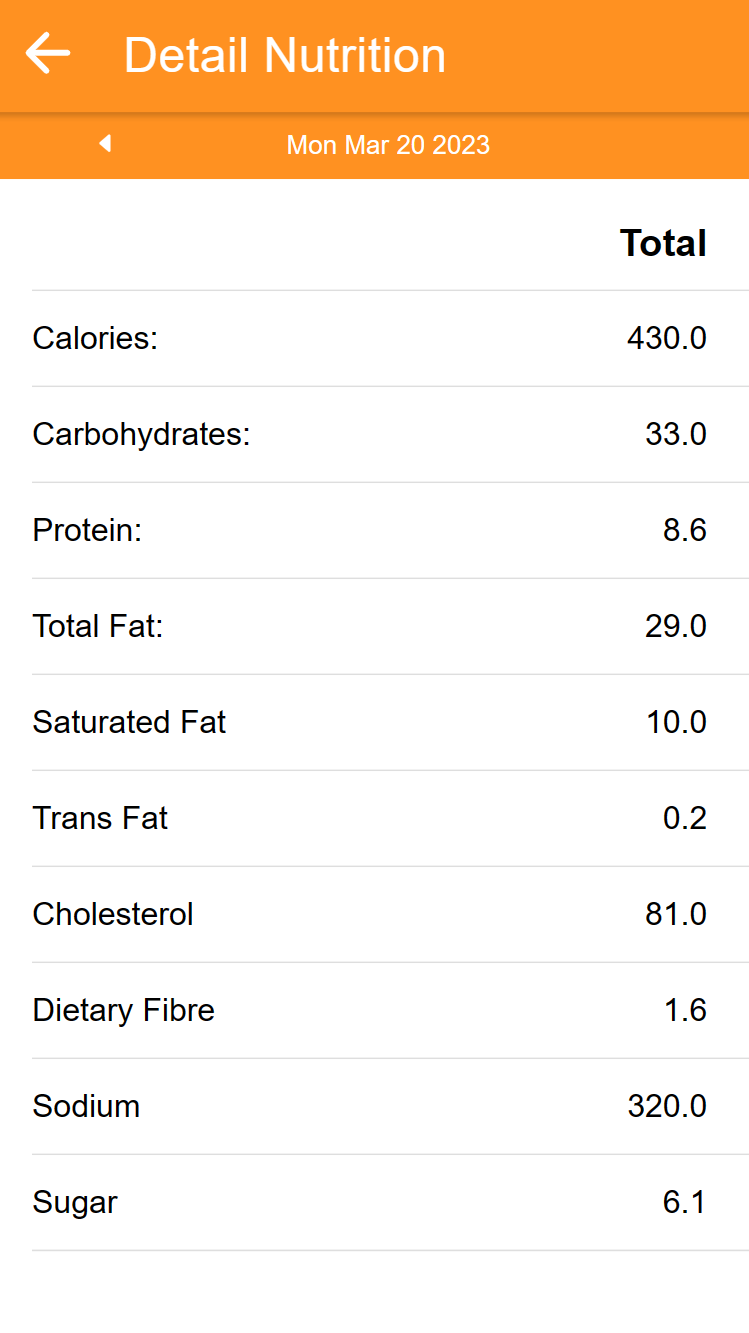 Detail Nutrition
Mon Mar 20 2023
Total
Calories: 430.0
Carbohydrates: 33.0
Protein: 8.6
Total Fat: 29.0
Saturated Fat 10.0
Trans Fat 0.2
Cholesterol 81.0
Dietary Fibre 1.6
Sodium 320.0
Sugar 6.1